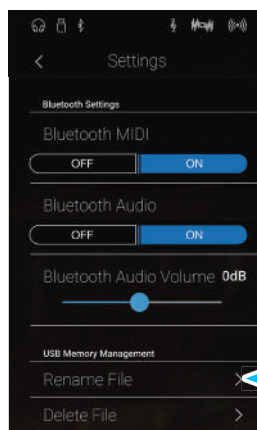 Settings
Bluetooth Settings
Bluetooth MIDI
OFF ON
Bluetooth Audio
OFF ON
Bluetooth Audio Volume 0dB
USB Memory Management
Rename File
Delete File